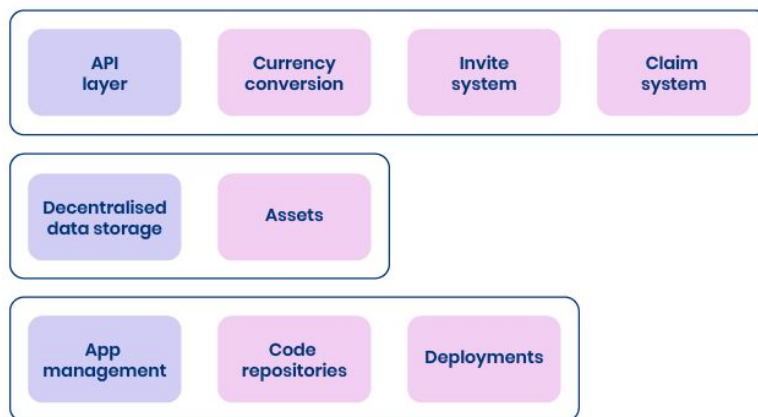 API
layer
Currency
conversion
Invite
system
Claim
system
Decentralised
data storage
Assets
App
management
Code
repositories
Deployments